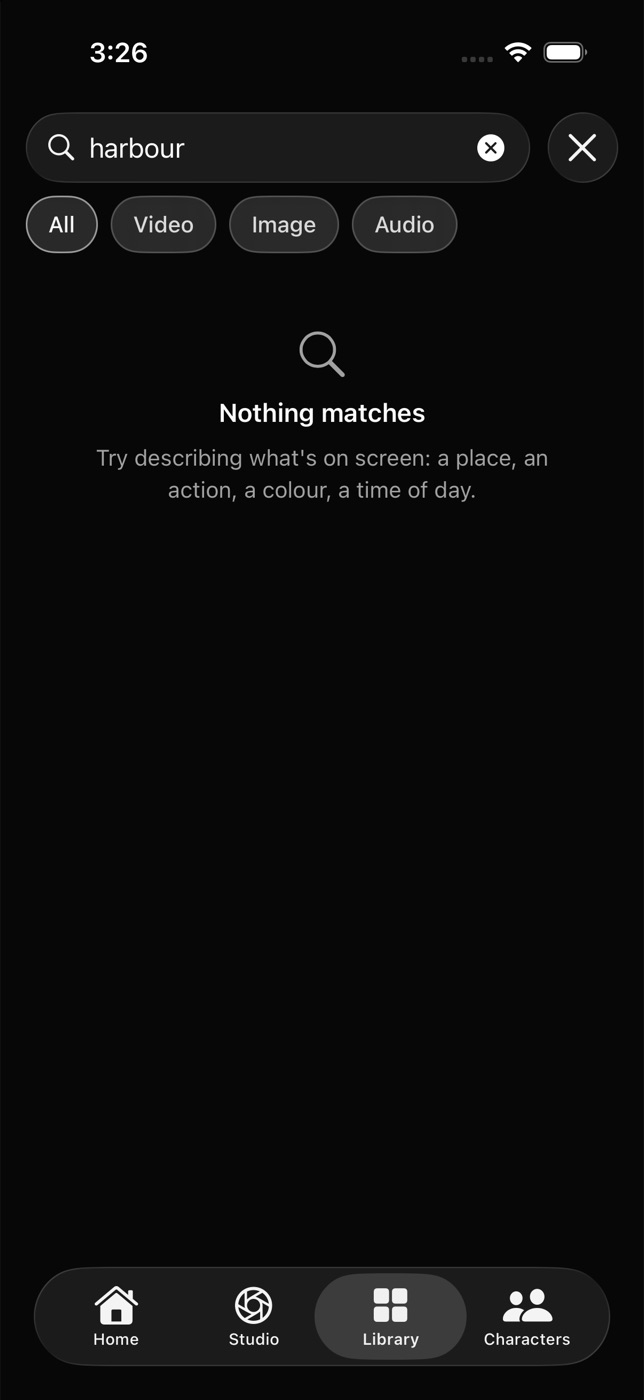 3:26
harbour
All
Video
Image
Audio
Nothing matches
Try describing what's on screen: a place, an
action, a colour, a time of day.
Home
Studio
Library
Characters